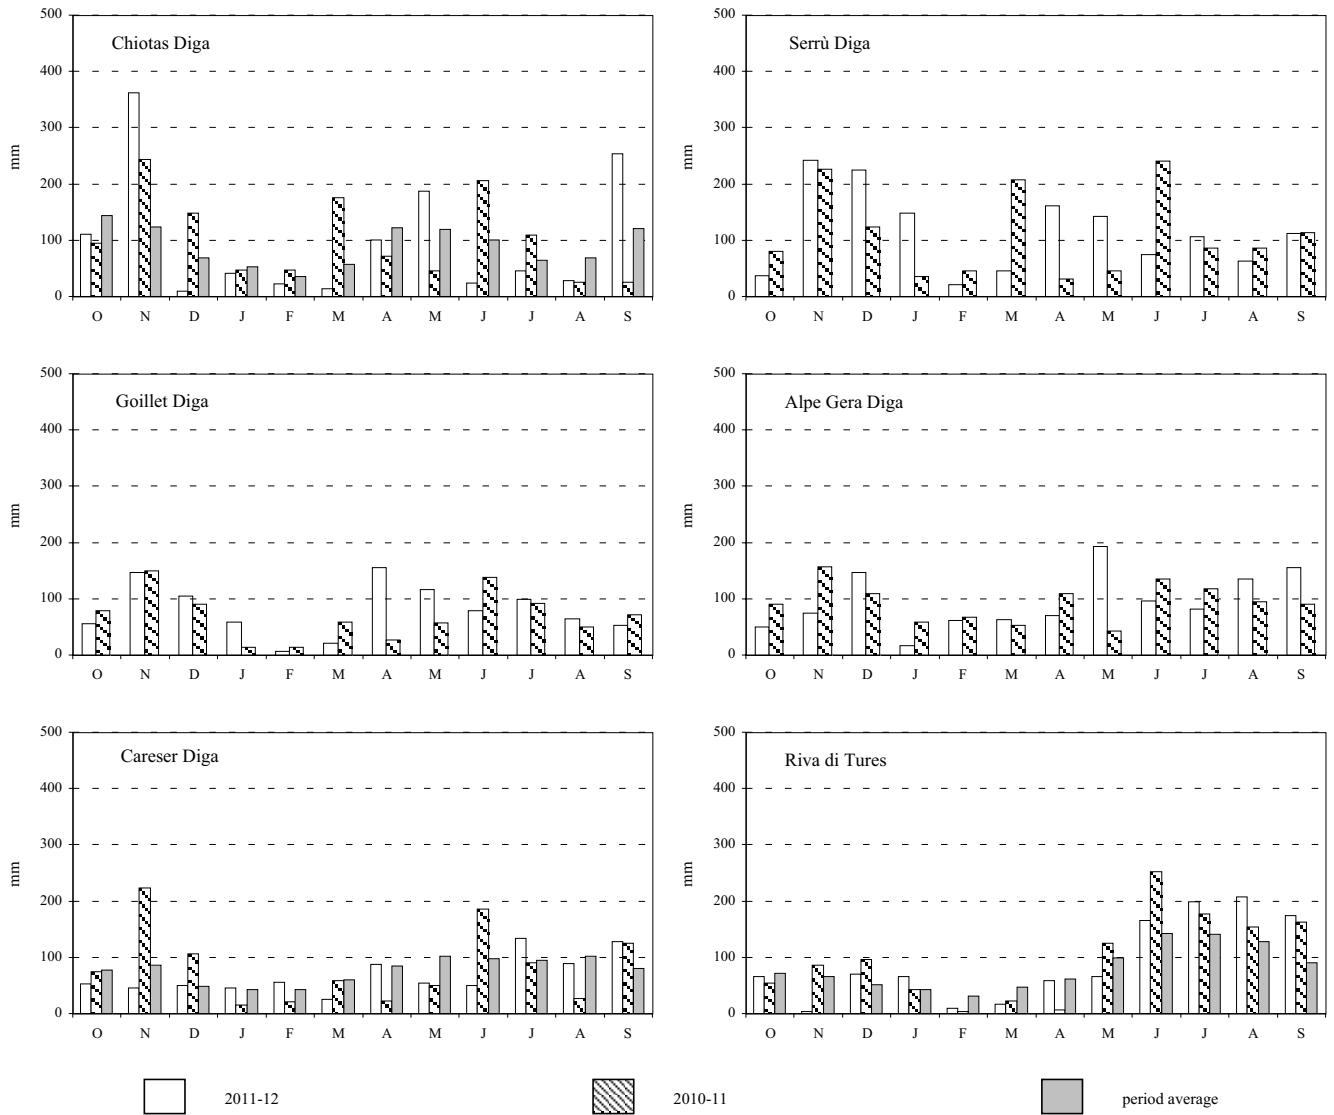 Chiotas Diga
mm
500
400
300
200
100
0
O N D J F M A M J J A S
Serrù Diga
mm
500
400
300
200
100
0
O N D J F M A M J J A S
Goillet Diga
mm
500
400
300
200
100
0
O N D J F M A M J J A S
Alpe Gera Diga
mm
500
400
300
200
100
0
O N D J F M A M J J A S
Careser Diga
mm
500
400
300
200
100
0
O N D J F M A M J J A S
Riva di Tures
mm
500
400
300
200
100
0
O N D J F M A M J J A S
2011-12
2010-11
period average